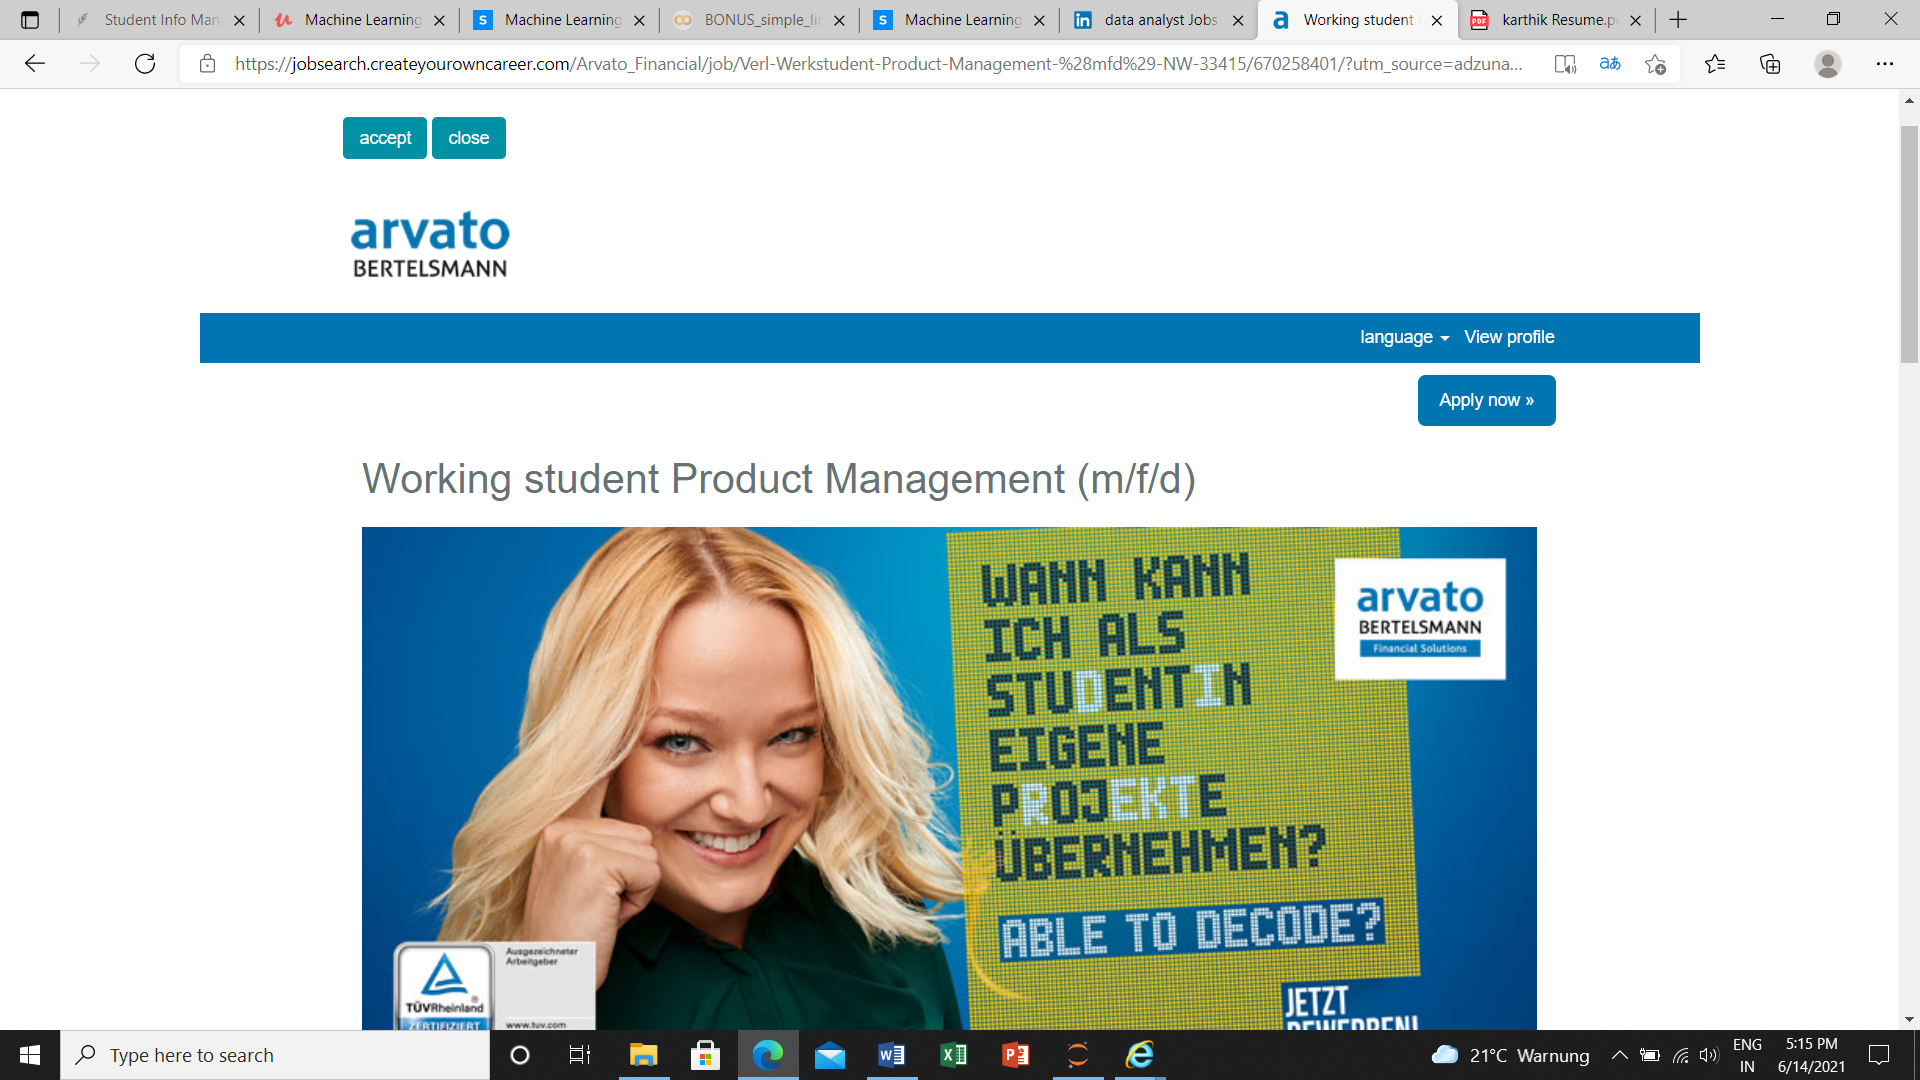 Student Info Man
Machine Learning
Machine Learning
BONUS_simple_lin
Machine Learning
data analyst Jobs
Working student
karthik Resume.p
https://jobsearch.createyourowncareer.com/Arvato_Financial/job/Verl-Werkstudent-Product-Management-%28mfd%29-NW-33415/670258401/?utm_source=adzuna...
accept close
arvato
BERTELSMANN
language View profile
Apply now »
Working student Product Management (m/f/d)
WANN KANN
ICH ALS
STUDENTIN
EIGENE
PROJEKTE
ÜBERNEHMEN?
ABLE TO DECODE?
arvato
BERTELSMANN
Financial Solutions
Ausgezeichneter
Arbeitgeber
TÜVRheinland
ZERTIFIZIERT
www.tuv.com
JETZT
BEWERBEN!
Type here to search
21°C Warnung
ENG
IN
5:15 PM
6/14/2021